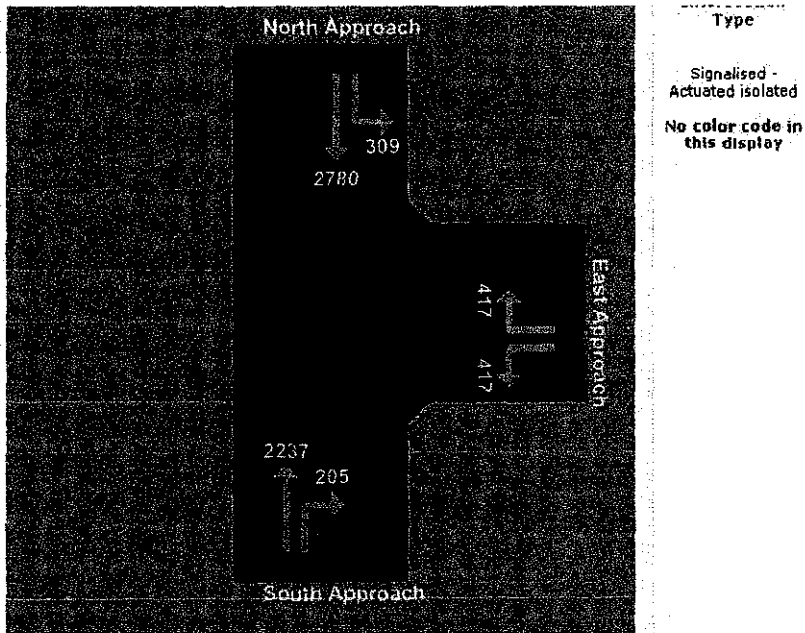 North Approach
309
2780
417
417
East Approach
2237
205
South Approach
Type
Signalised -
Actuated isolated
No color code in
this display